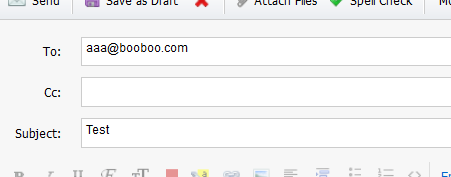 Send Save as Draft Attach Files Spell Check
To: aaa@booboo.com
Cc:
Subject: Test